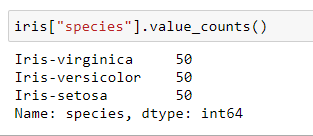 iris["species"].value_counts()
Iris-virginica     50
Iris-versicolor    50
Iris-setosa        50
Name: species, dtype: int64